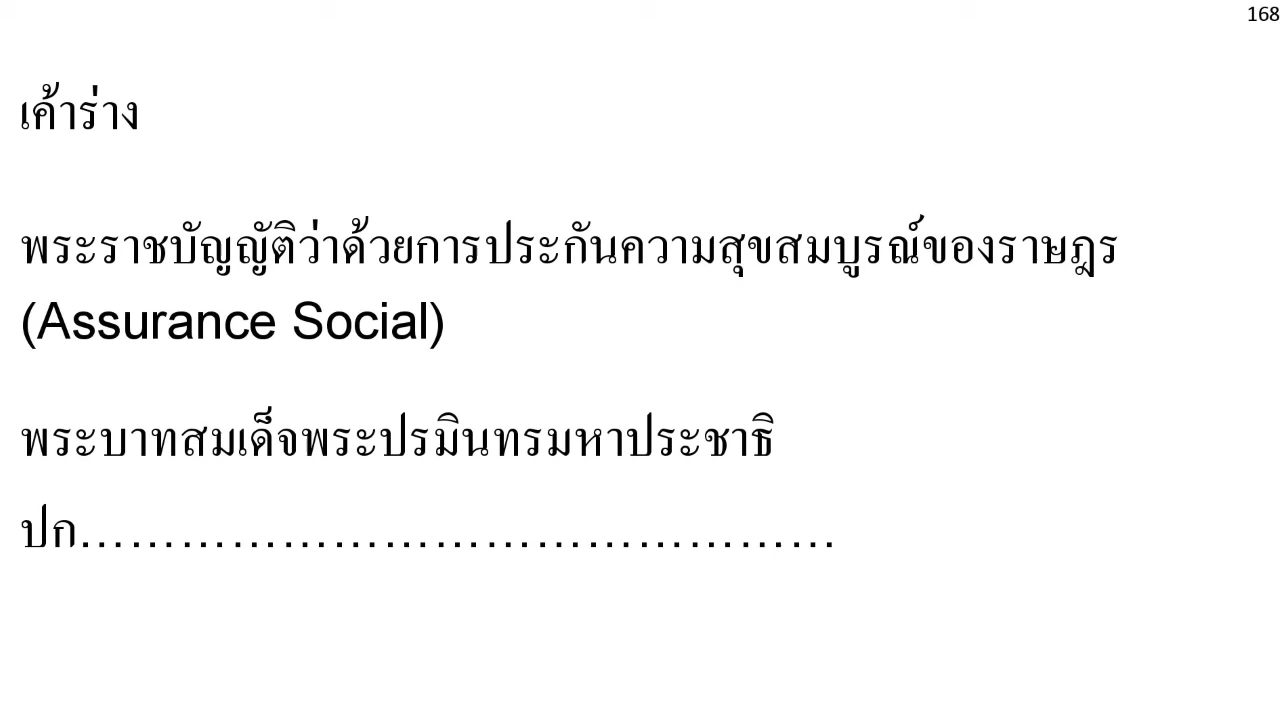 168
เค้าร่าง
พระราชบัญญัติว่าด้วยการประกันความสุขสมบูรณ์ของราษฎร
(Assurance Social)
พระบาทสมเด็จพระปรมินทรมหาประชาธิ
ปก………………………………………